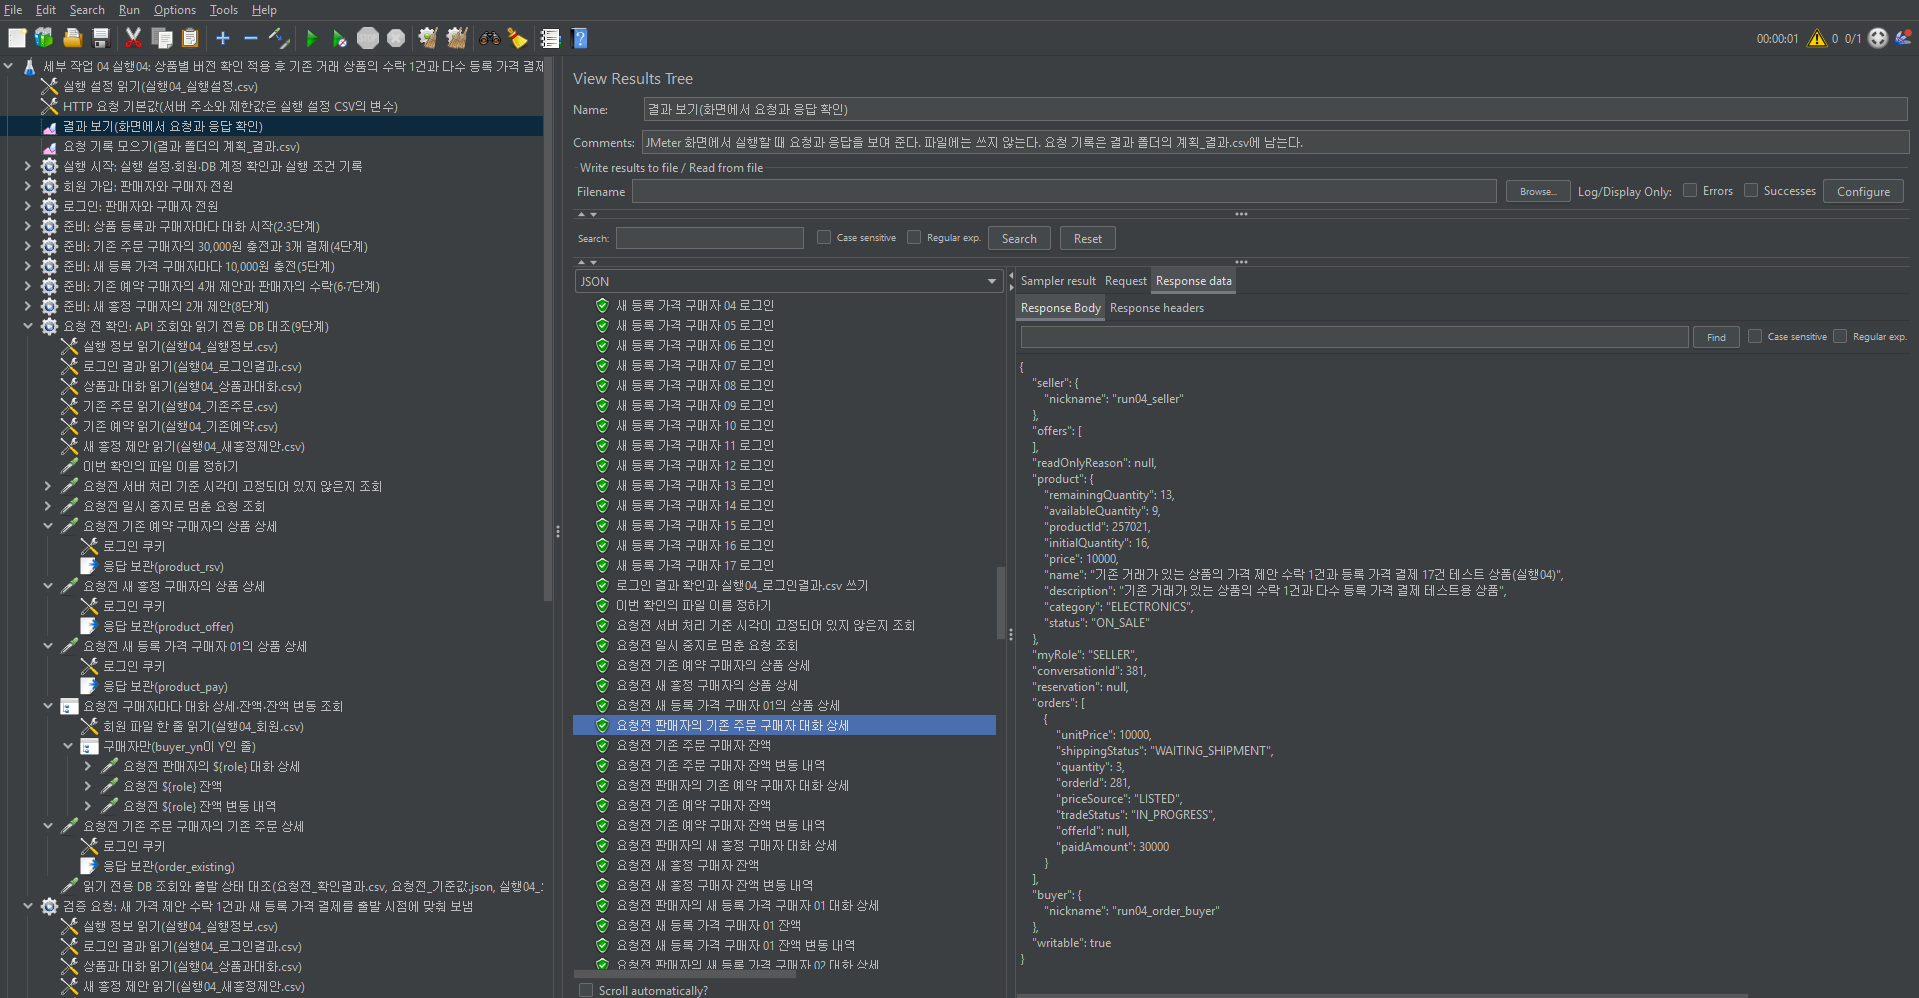 File Edit Search Run Options Tools Help
00:00:01 0 0/1
세부 작업 04 실행04: 상품별 버전 확인 적용 후 기존 거래 상품의 수락 1건과 다수 등록 가격 결제
실행 설정 읽기(실행04_실행설정.csv)
HTTP 요청 기본값(서버 주소와 제한값은 실행 설정 CSV의 변수)
결과 보기(화면에서 요청과 응답 확인)
요청 기록 모으기(결과 폴더의 계획_결과.csv)
실행 시작: 실행 설정·회원·DB 계정 확인과 실행 조건 기록
회원 가입: 판매자와 구매자 전원
로그인: 판매자와 구매자 전원
준비: 상품 등록과 구매자마다 대화 시작(2·3단계)
준비: 기존 주문 구매자의 30,000원 충전과 3개 결제(4단계)
준비: 새 등록 가격 구매자마다 10,000원 충전(5단계)
준비: 기존 예약 구매자의 4개 제안과 판매자의 수락(6·7단계)
준비: 새 흥정 구매자의 2개 제안(8단계)
요청 전 확인: API 조회와 읽기 전용 DB 대조(9단계)
실행 정보 읽기(실행04_실행정보.csv)
로그인 결과 읽기(실행04_로그인결과.csv)
상품과 대화 읽기(실행04_상품과대화.csv)
기존 주문 읽기(실행04_기존주문.csv)
기존 예약 읽기(실행04_기존예약.csv)
새 흥정 제안 읽기(실행04_새흥정제안.csv)
이번 확인의 파일 이름 정하기
요청전 서버 처리 기준 시각이 고정되어 있지 않은지 조회
요청전 일시 중지로 멈춘 요청 조회
요청전 기존 예약 구매자의 상품 상세
로그인 쿠키
응답 보관(product_rsv)
요청전 새 흥정 구매자의 상품 상세
로그인 쿠키
응답 보관(product_offer)
요청전 새 등록 가격 구매자 01의 상품 상세
로그인 쿠키
응답 보관(product_pay)
요청전 구매자마다 대화 상세·잔액·잔액 변동 조회
회원 파일 한 줄 읽기(실행04_회원.csv)
구매자만(buyer_yn이 Y인 줄)
요청전 판매자의 ${role} 대화 상세
요청전 ${role} 잔액
요청전 ${role} 잔액 변동 내역
요청전 기존 주문 구매자의 기존 주문 상세
로그인 쿠키
응답 보관(order_existing)
읽기 전용 DB 조회와 출발 상태 대조(요청전_확인결과.csv, 요청전_기준값.json, 실행04_
검증 요청: 새 가격 제안 수락 1건과 새 등록 가격 결제를 출발 시점에 맞춰 보냄
실행 정보 읽기(실행04_실행정보.csv)
로그인 결과 읽기(실행04_로그인결과.csv)
상품과 대화 읽기(실행04_상품과대화.csv)
새 흥정 제안 읽기(실행04_새흥정제안.csv)
View Results Tree
Name: 결과 보기(화면에서 요청과 응답 확인)
Comments: JMeter 화면에서 실행할 때 요청과 응답을 보여 준다. 파일에는 쓰지 않는다. 요청 기록은 결과 폴더의 계획_결과.csv에 남는다.
Write results to file / Read from file
Filename Browse... Log/Display Only: Errors Successes Configure
Search: Case sensitive Regular exp. Search Reset
JSON
새 등록 가격 구매자 04 로그인
새 등록 가격 구매자 05 로그인
새 등록 가격 구매자 06 로그인
새 등록 가격 구매자 07 로그인
새 등록 가격 구매자 08 로그인
새 등록 가격 구매자 09 로그인
새 등록 가격 구매자 10 로그인
새 등록 가격 구매자 11 로그인
새 등록 가격 구매자 12 로그인
새 등록 가격 구매자 13 로그인
새 등록 가격 구매자 14 로그인
새 등록 가격 구매자 15 로그인
새 등록 가격 구매자 16 로그인
새 등록 가격 구매자 17 로그인
로그인 결과 확인과 실행04_로그인결과.csv 쓰기
이번 확인의 파일 이름 정하기
요청전 서버 처리 기준 시각이 고정되어 있지 않은지 조회
요청전 일시 중지로 멈춘 요청 조회
요청전 기존 예약 구매자의 상품 상세
요청전 새 흥정 구매자의 상품 상세
요청전 새 등록 가격 구매자 01의 상품 상세
요청전 판매자의 기존 주문 구매자 대화 상세
요청전 기존 주문 구매자 잔액
요청전 기존 주문 구매자 잔액 변동 내역
요청전 판매자의 기존 예약 구매자 대화 상세
요청전 기존 예약 구매자 잔액
요청전 기존 예약 구매자 잔액 변동 내역
요청전 판매자의 새 흥정 구매자 대화 상세
요청전 새 흥정 구매자 잔액
요청전 새 흥정 구매자 잔액 변동 내역
요청전 판매자의 새 등록 가격 구매자 01 대화 상세
요청전 새 등록 가격 구매자 01 잔액
요청전 새 등록 가격 구매자 01 잔액 변동 내역
요청전 판매자의 새 등록 가격 구매자 02 대화 상세
Scroll automatically?
Sampler result Request Response data
Response Body Response headers
Find Case sensitive Regular exp.
{
"seller": {
"nickname": "run04_seller"
},
"offers": [
],
"readOnlyReason": null,
"product": {
"remainingQuantity": 13,
"availableQuantity": 9,
"productId": 257021,
"initialQuantity": 16,
"price": 10000,
"name": "기존 거래가 있는 상품의 가격 제안 수락 1건과 등록 가격 결제 17건 테스트 상품(실행04)",
"description": "기존 거래가 있는 상품의 수락 1건과 다수 등록 가격 결제 테스트용 상품",
"category": "ELECTRONICS",
"status": "ON_SALE"
},
"myRole": "SELLER",
"conversationId": 381,
"reservation": null,
"orders": [
{
"unitPrice": 10000,
"shippingStatus": "WAITING_SHIPMENT",
"quantity": 3,
"orderId": 281,
"priceSource": "LISTED",
"tradeStatus": "IN_PROGRESS",
"offerId": null,
"paidAmount": 30000
}
],
"buyer": {
"nickname": "run04_order_buyer"
},
"writable": true
}